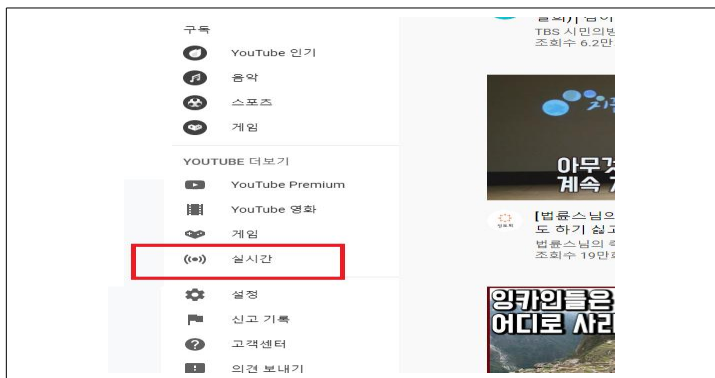 구독
YouTube 인기
음악
스포츠
게임
YOUTUBE 더보기
YouTube Premium
YouTube 영화
게임
실시간
설정
신고 기록
고객센터
의견 보내기
TBS 시민의방
조회수 6.2만
아무것
계속
[법륜스님의
도 하기 싫고
법륜스님의
조회수 19만회
잉카인들은
어디로 사라